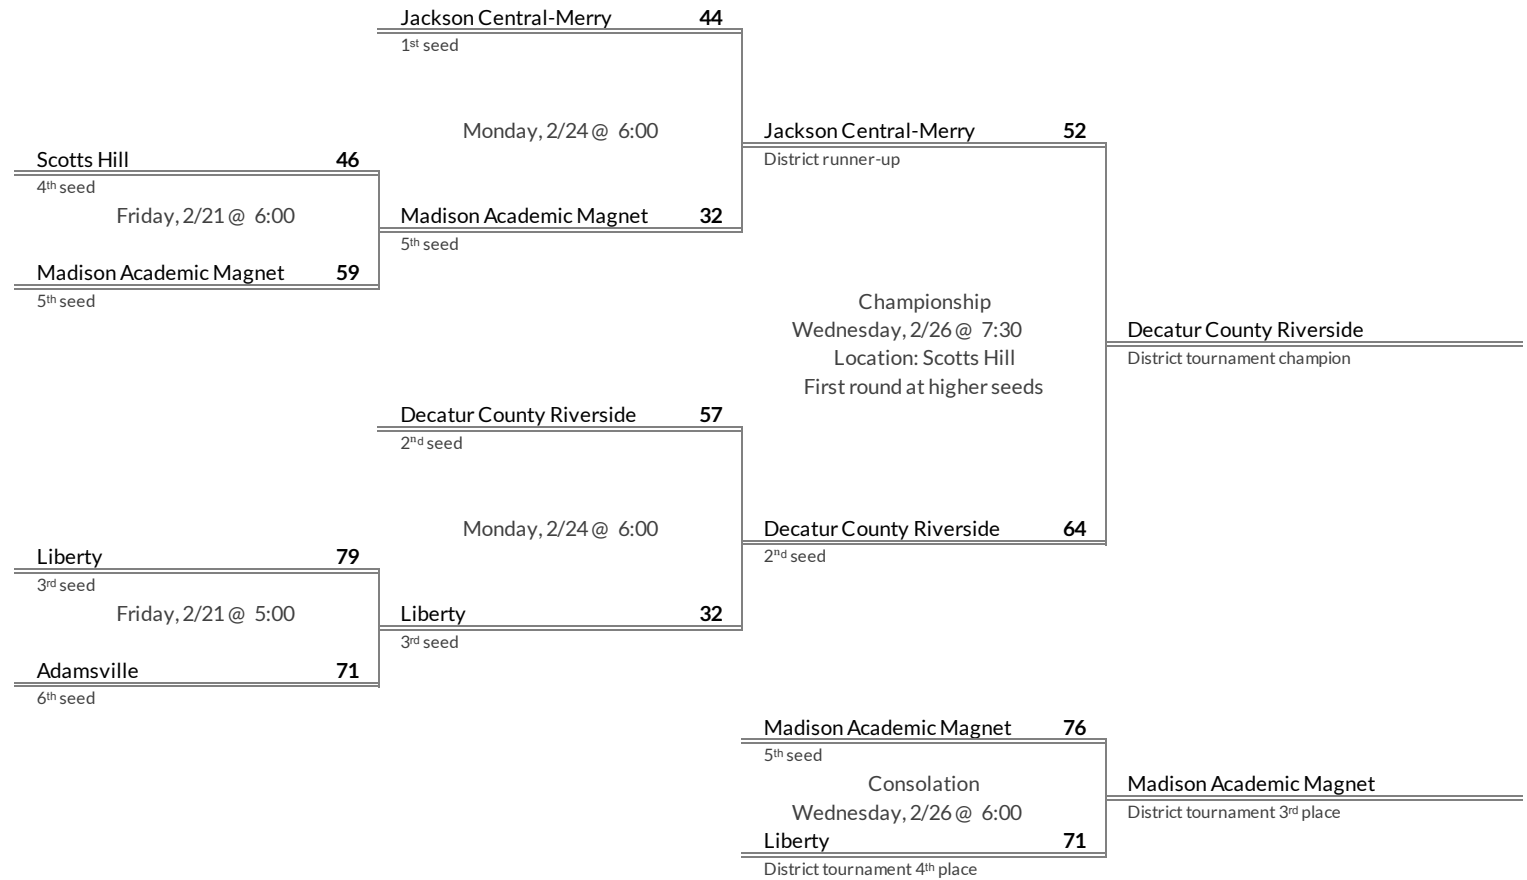 Jackson Central-Merry 44
1st seed
Monday, 2/24 @ 6:00
Jackson Central-Merry 52
District runner-up
Scotts Hill 46
4th seed
Friday, 2/21 @ 6:00
Madison Academic Magnet 32
5th seed
Madison Academic Magnet 59
5th seed
Championship
Wednesday, 2/26 @ 7:30
Location: Scotts Hill
First round at higher seeds
Decatur County Riverside
District tournament champion
Decatur County Riverside 57
2nd seed
Monday, 2/24 @ 6:00
Decatur County Riverside 64
2nd seed
Liberty 79
3rd seed
Friday, 2/21 @ 5:00
Liberty 32
3rd seed
Adamsville 71
6th seed
Madison Academic Magnet 76
5th seed
Consolation
Wednesday, 2/26 @ 6:00
Madison Academic Magnet
District tournament 3rd place
Liberty 71
District tournament 4th place